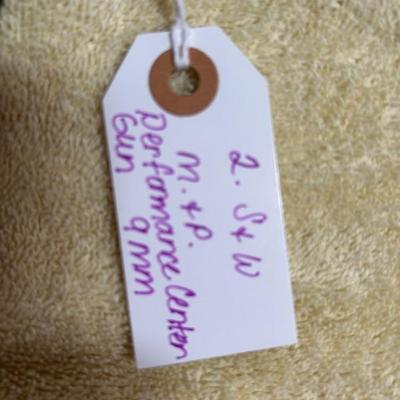 2. S & W
M. & P.
Performance Center
Gun 9mm